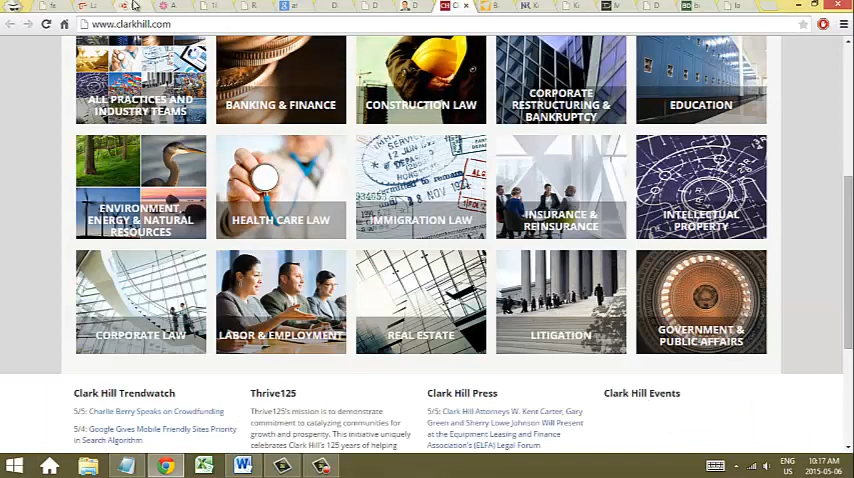 www.clarkhill.com
ALL PRACTICES AND
INDUSTRY TEAMS
BANKING & FINANCE
CONSTRUCTION LAW
CORPORATE
RESTRUCTURING &
BANKRUPTCY
EDUCATION
ENVIRONMENT,
ENERGY & NATURAL
RESOURCES
HEALTH CARE LAW
IMMIGRATION LAW
INSURANCE &
REINSURANCE
INTELLECTUAL
PROPERTY
CORPORATE LAW
LABOR & EMPLOYMENT
REAL ESTATE
LITIGATION
GOVERNMENT &
PUBLIC AFFAIRS
Clark Hill Trendwatch
5/5: Charlie Berry Speaks on Crowdfunding
5/4: Google Gives Mobile Friendly Sites Priority
in Search Algorithm
Thrive125
Thrive125's mission is to demonstrate
commitment to catalyzing communities for
growth and prosperity. This initiative uniquely
celebrates Clark Hill's 125 years of helping
Clark Hill Press
5/5: Clark Hill Attorneys W. Kent Carter, Gary
Green and Sherry Lowe Johnson Will Present
at the Equipment Leasing and Finance
Association's (ELFA) Legal Forum
Clark Hill Events
ENG
US
10:17 AM
2015-05-06